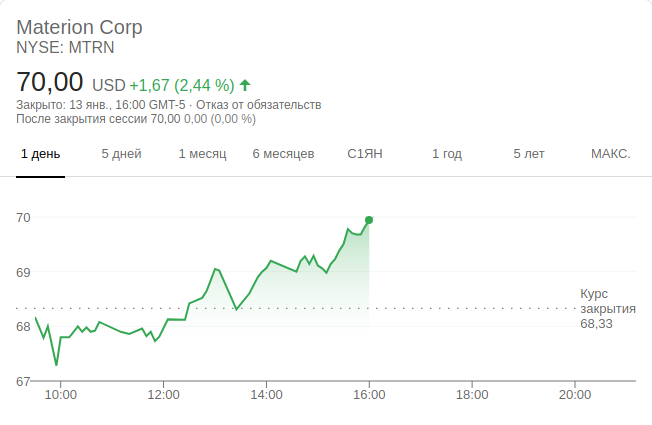 Materion Corp
NYSE: MTRN
70,00 USD +1,67 (2,44 %)
Закрыто: 13 янв., 16:00 GMT-5 · Отказ от обязательств
После закрытия сессии 70,00 0,00 (0,00 %)
1 день 5 дней 1 месяц 6 месяцев С1ЯН 1 год 5 лет МАКС.
70
69
Курс
закрытия
68,33
68
67
10:00 12:00 14:00 16:00 18:00 20:00